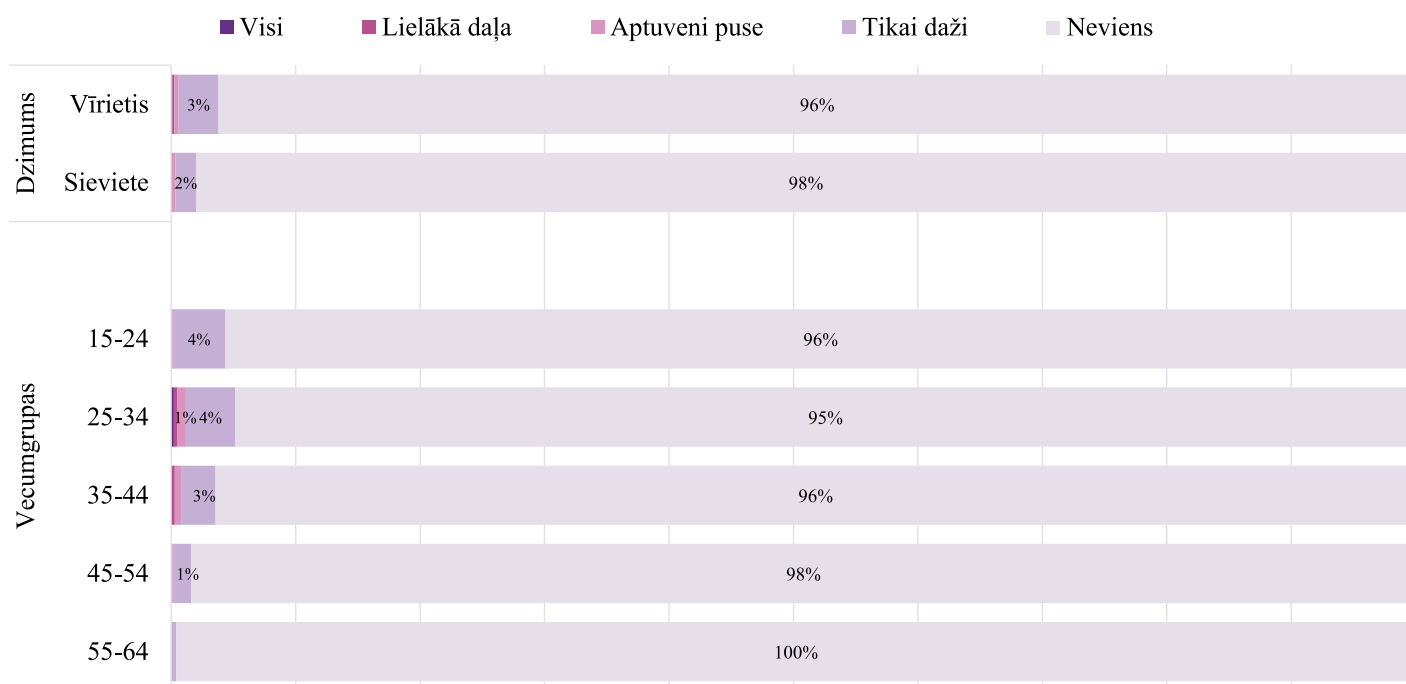 Visi Lielākā daļa Aptuveni puse Tikai daži Neviens
Dzimums
Vīrietis 3% 96%
Sieviete 2% 98%
Vecumgrupas
15-24 4% 96%
25-34 1% 4% 95%
35-44 3% 96%
45-54 1% 98%
55-64 100%